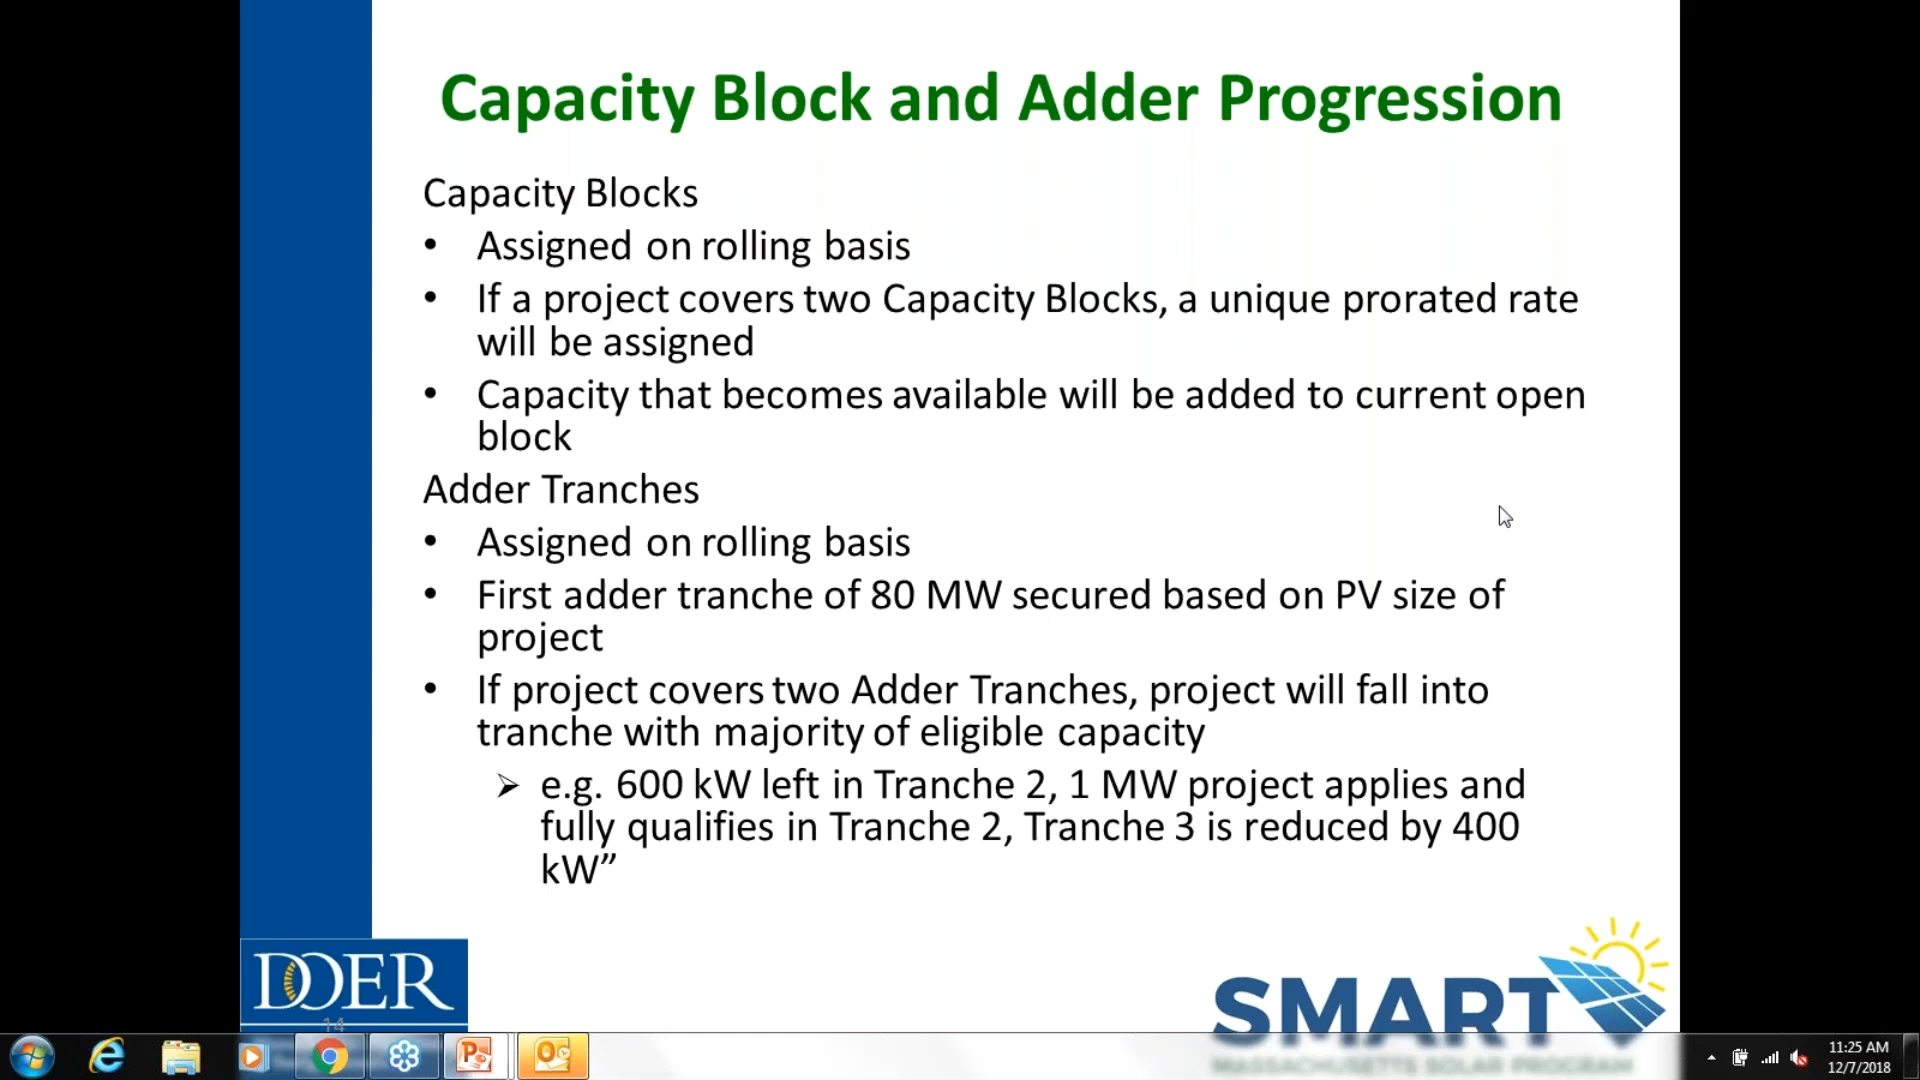 Capacity Block and Adder Progression
Capacity Blocks
• Assigned on rolling basis
• If a project covers two Capacity Blocks, a unique prorated rate
will be assigned
• Capacity that becomes available will be added to current open
block
Adder Tranches
• Assigned on rolling basis
• First adder tranche of 80 MW secured based on PV size of
project
• If project covers two Adder Tranches, project will fall into
tranche with majority of eligible capacity
➢ e.g. 600 kW left in Tranche 2, 1 MW project applies and
fully qualifies in Tranche 2, Tranche 3 is reduced by 400
kW”
DOER
14
SMART
MASSACHUSETTS SOLAR PROGRAM
11:25 AM
12/7/2018